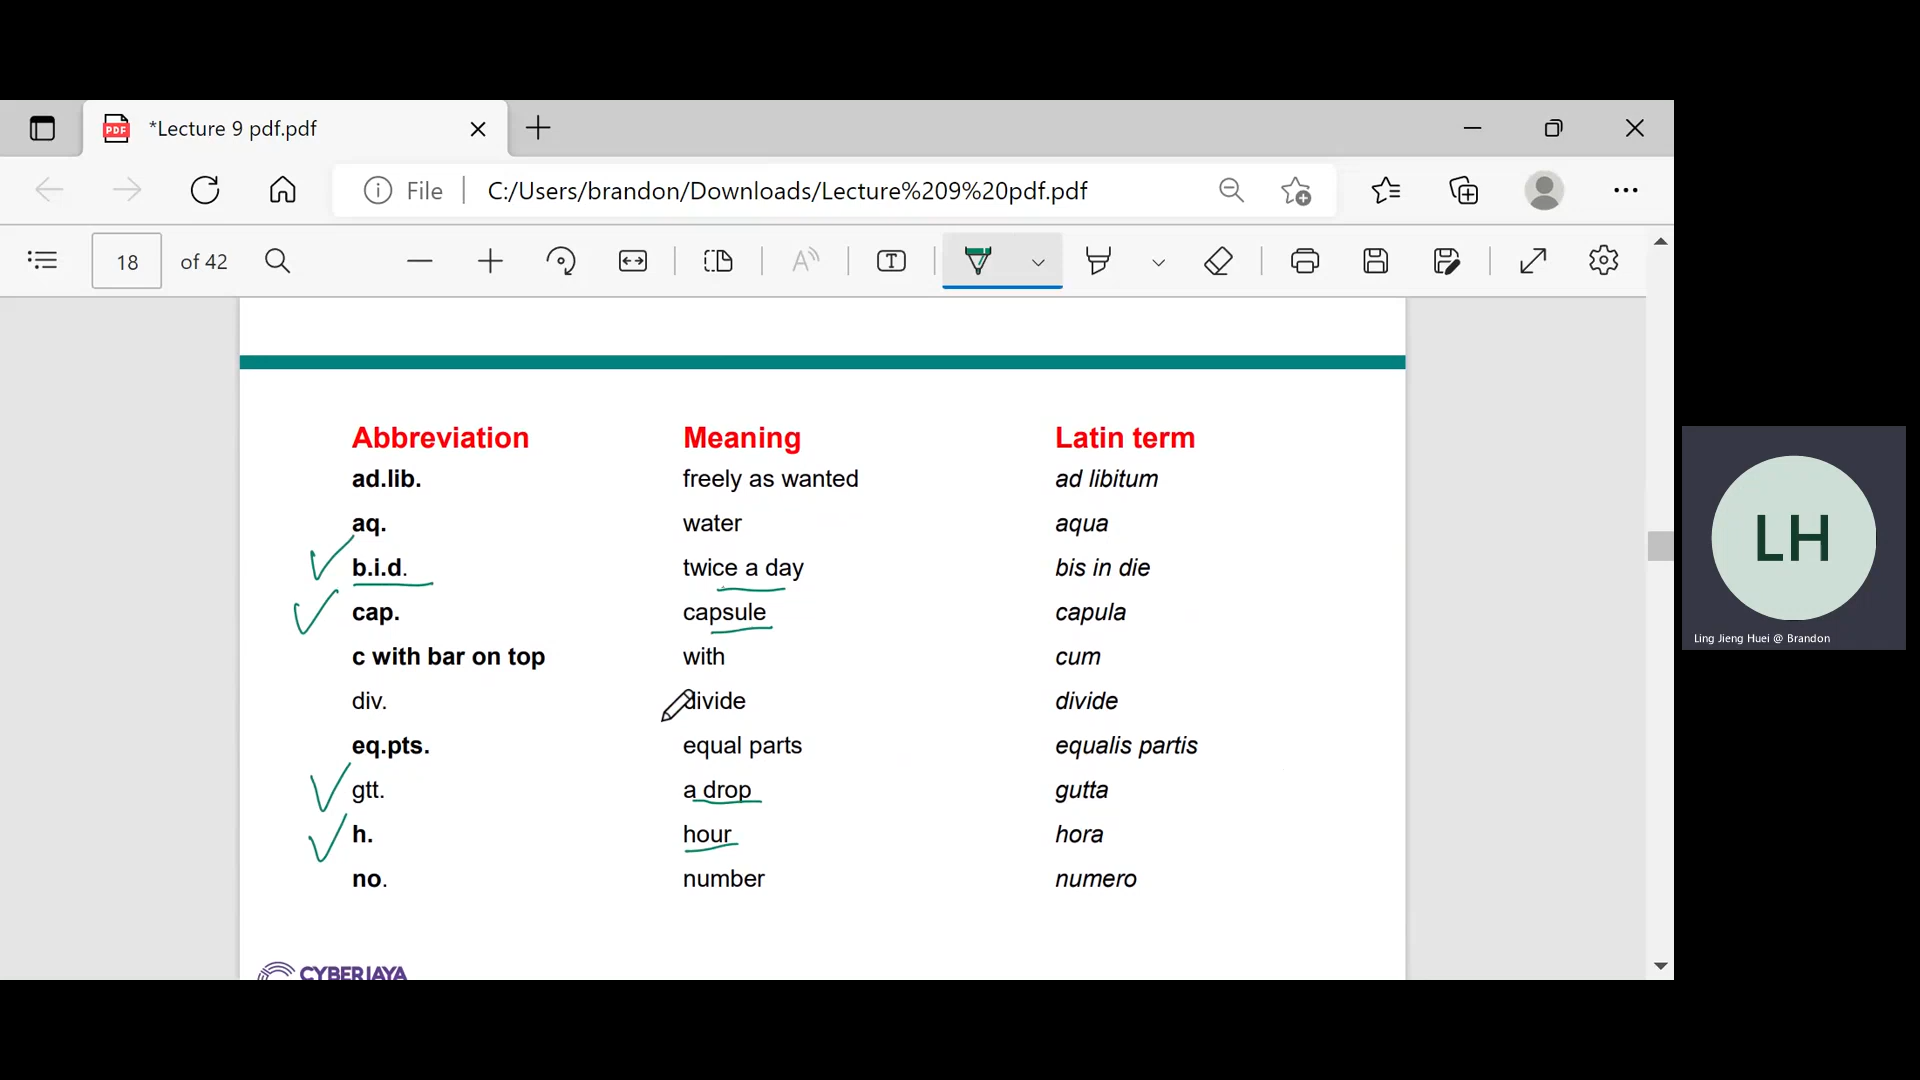 *Lecture 9 pdf.pdf
File | C:/Users/brandon/Downloads/Lecture%209%20pdf.pdf
18 of 42
Abbreviation Meaning Latin term
ad.lib. freely as wanted ad libitum
aq. water aqua
b.i.d. twice a day bis in die
cap. capsule capula
c with bar on top with cum
div. divide divide
eq.pts. equal parts equalis partis
gtt. a drop gutta
h. hour hora
no. number numero
CYBERJAYA
LH
Ling Jieng Huei @ Brandon